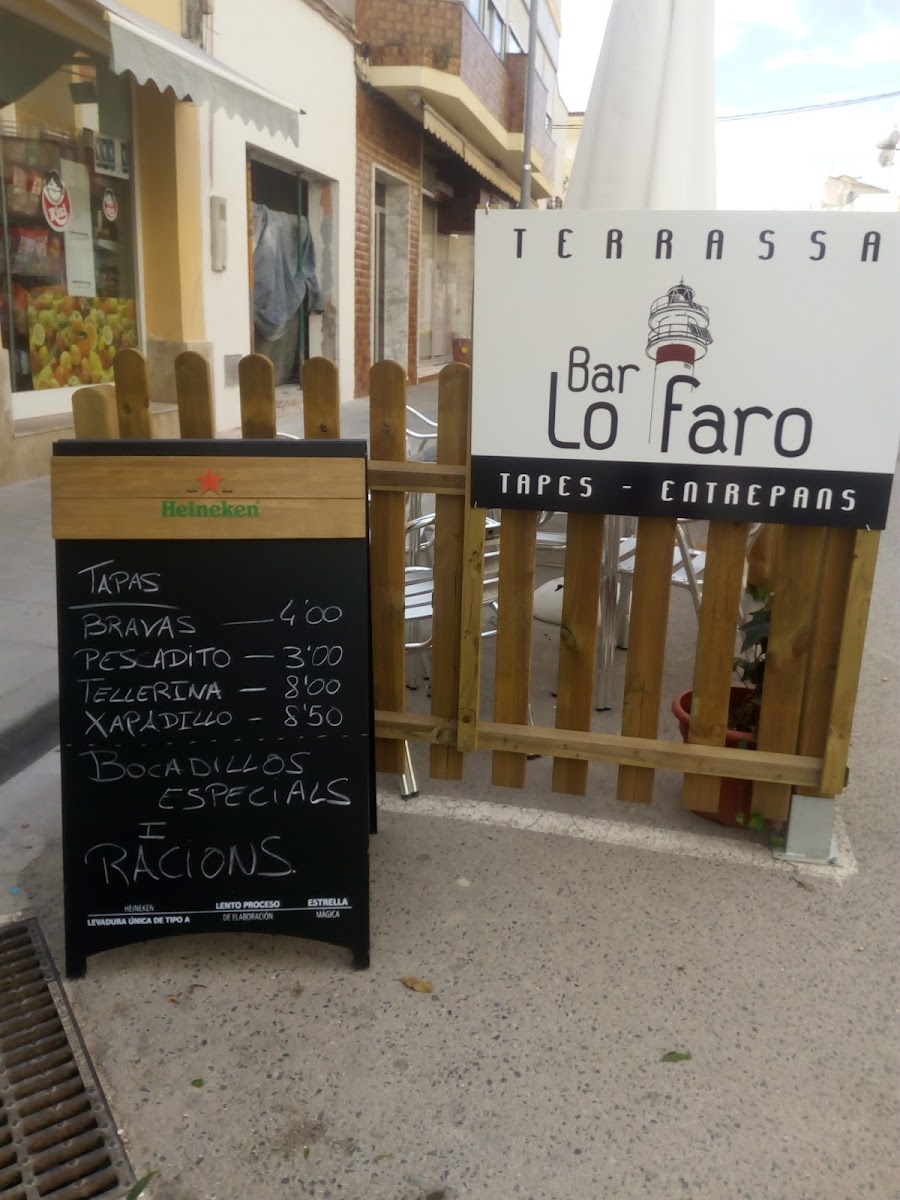 TERRASSA
Bar
Lo faro
TAPES - ENTREPANS
Heineken
TAPAS
BRAVAS — 4'00
PESCADITO — 3'00
TELLERINA — 8'00
XAPADILLO - 8'50
BOCADILLOS
ESPECIALS
I
RACIONS.
HEINEKEN
LEVADURA ÚNICA DE TIPO A
LENTO PROCESO
DE ELABORACIÓN
ESTRELLA
MÁGICA